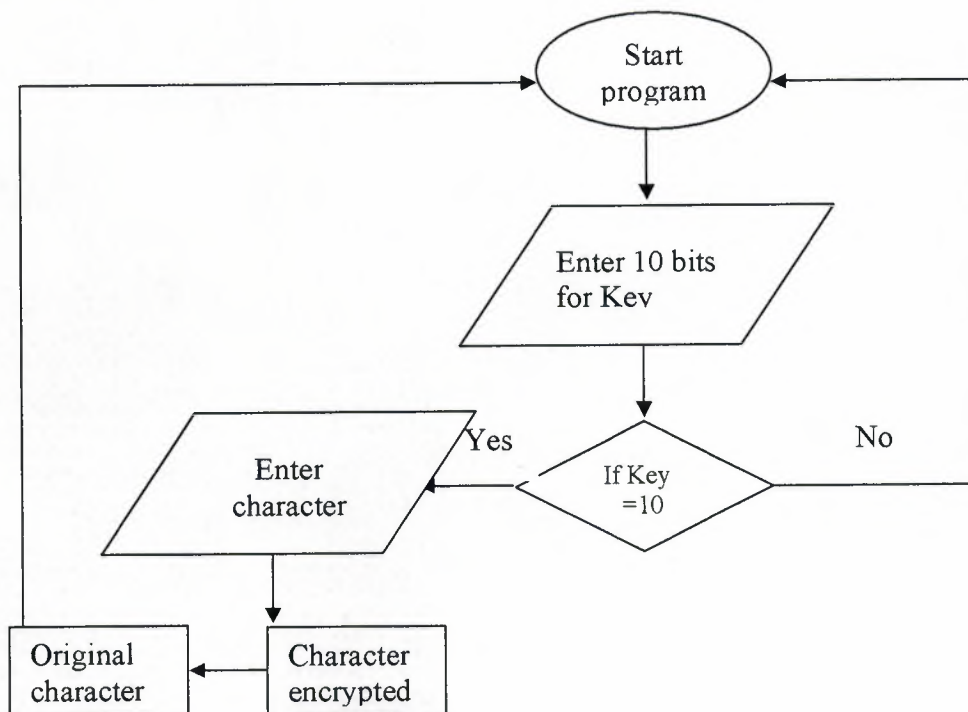 Start
program
Enter 10 bits
for Kev
Yes
No
If Key
=10
Enter
character
Original
character
Character
encrypted